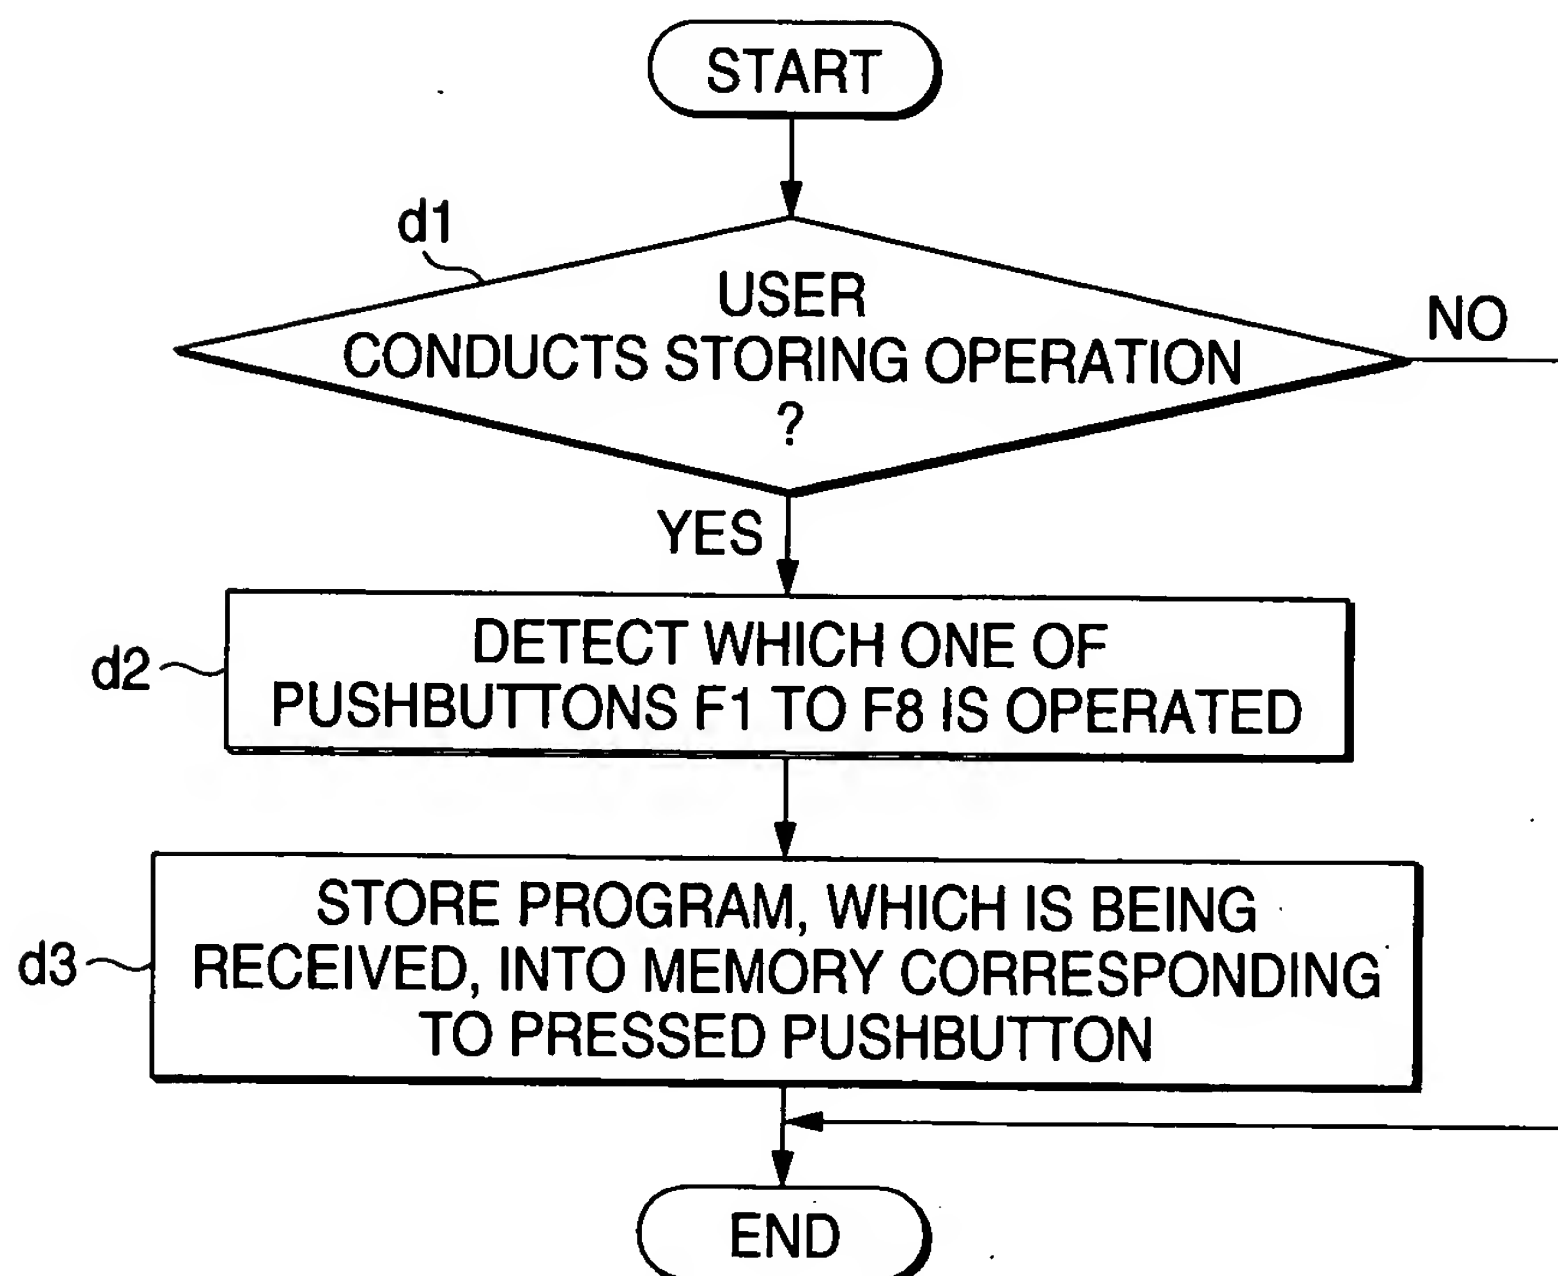 START
d1
USER
CONDUCTS STORING OPERATION
?
NO
YES
d2
DETECT WHICH ONE OF
PUSHBUTTONS F1 TO F8 IS OPERATED
d3
STORE PROGRAM, WHICH IS BEING
RECEIVED, INTO MEMORY CORRESPONDING
TO PRESSED PUSHBUTTON
END